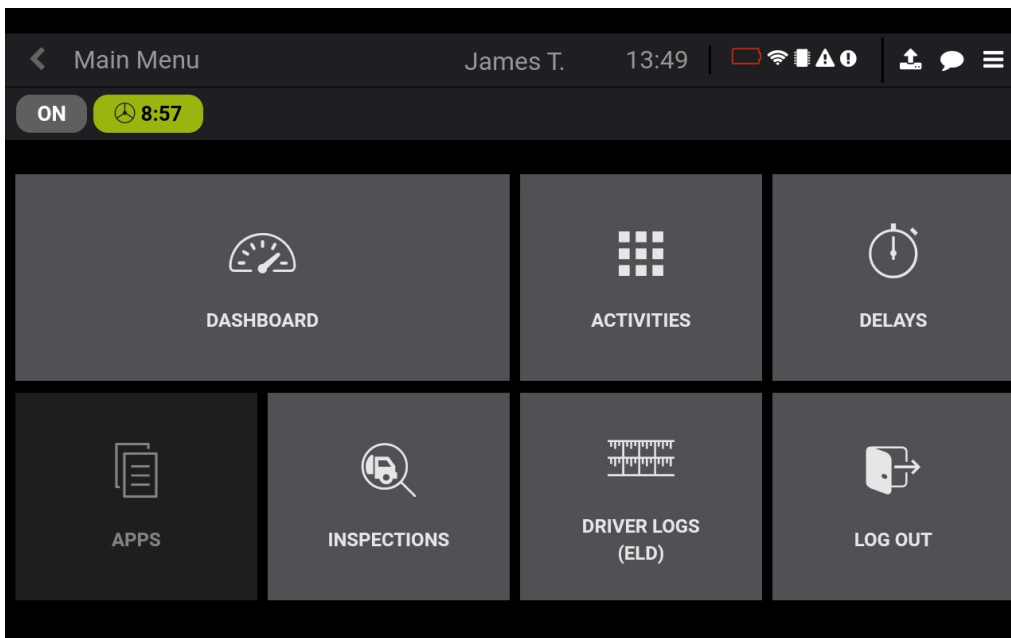 Main Menu
James T.
13:49
ON
8:57
DASHBOARD
ACTIVITIES
DELAYS
APPS
INSPECTIONS
DRIVER LOGS
(ELD)
LOG OUT